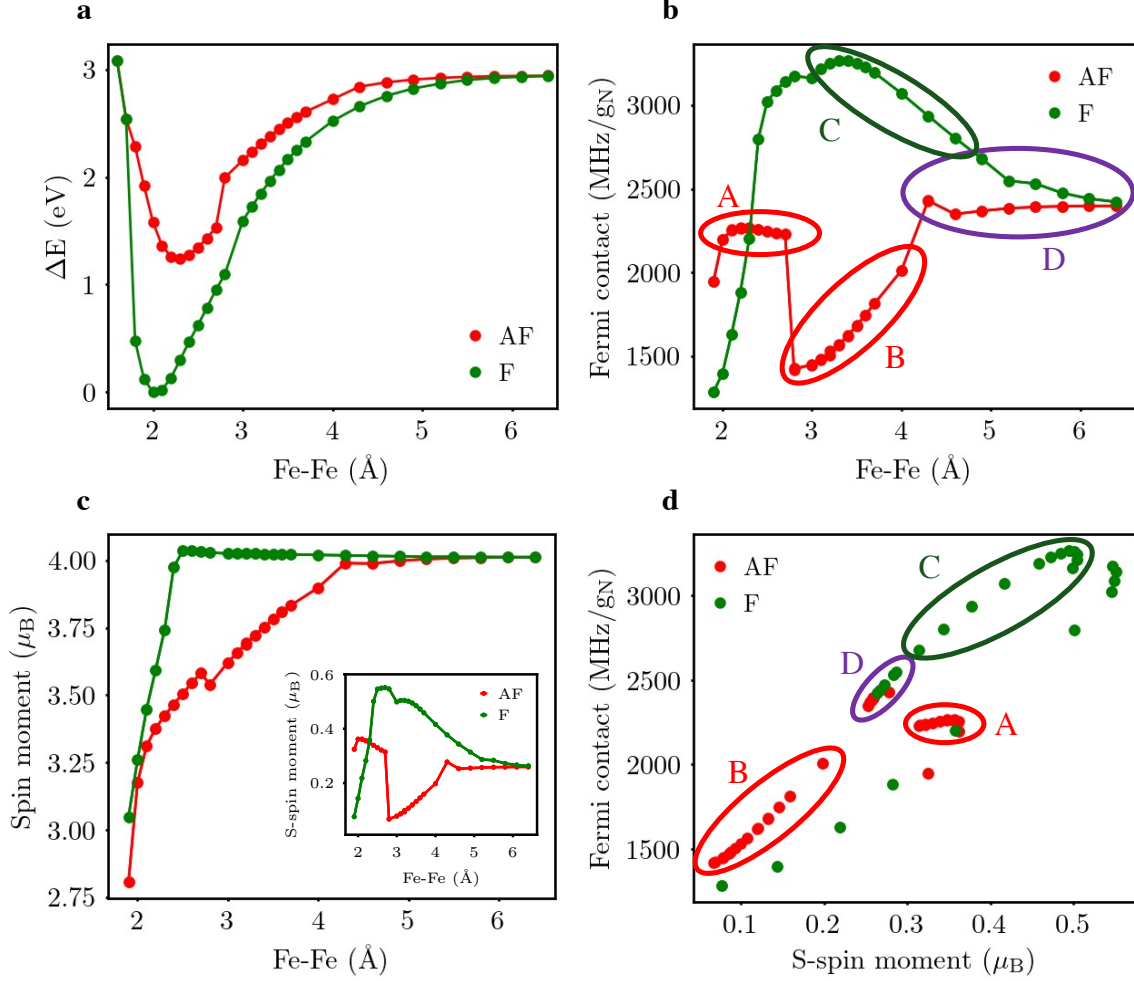 a
3
2
1
0
ΔE (eV)
AF
F
2 3 4 5 6
Fe-Fe (Å)
b
3000
2500
2000
1500
Fermi contact (MHz/gN)
AF
F
A
B
C
D
2 3 4 5 6
Fe-Fe (Å)
c
4.00
3.75
3.50
3.25
3.00
2.75
Spin moment (μB)
0.6
0.4
0.2
S-spin moment (μB)
AF
F
2 3 4 5 6
Fe-Fe (Å)
2 3 4 5 6
Fe-Fe (Å)
d
3000
2500
2000
1500
Fermi contact (MHz/gN)
AF
F
C
D
A
B
0.1 0.2 0.3 0.4 0.5
S-spin moment (μB)